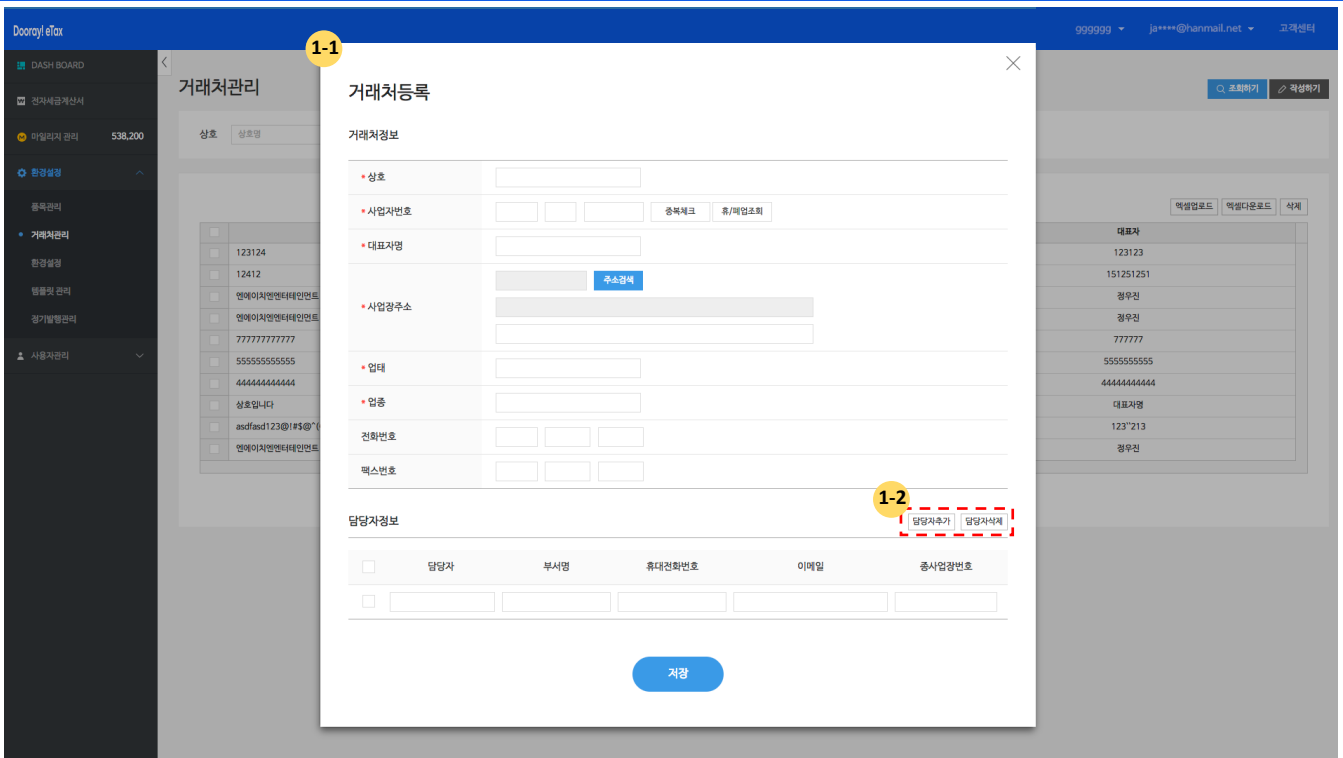 Dooray! eTax
gggggg
ja****@hanmail.net
고객센터
DASH BOARD
전자세금계산서
마일리지 관리 538,200
환경설정
품목관리
거래처관리
환경설정
템플릿 관리
정기발행관리
사용자관리
거래처관리
조회하기
작성하기
상호 상호명
엑셀업로드 엑셀다운로드 삭제
대표자
123124 123123
12412 151251251
엔에이치엔엔터테인먼트 정우진
엔에이치엔엔터테인먼트 정우진
777777777777 777777
555555555555 5555555555
444444444444 44444444444
상호입니다 대표자명
asdfasd123@!#$@^( 123"213
엔에이치엔엔터테인먼트 정우진
1-1
거래처등록
거래처정보
* 상호
* 사업자번호 중복체크 휴/폐업조회
* 대표자명
* 사업장주소 주소검색
* 업태
* 업종
전화번호
팩스번호
1-2
담당자정보 담당자추가 담당자삭제
담당자 부서명 휴대전화번호 이메일 종사업장번호
저장